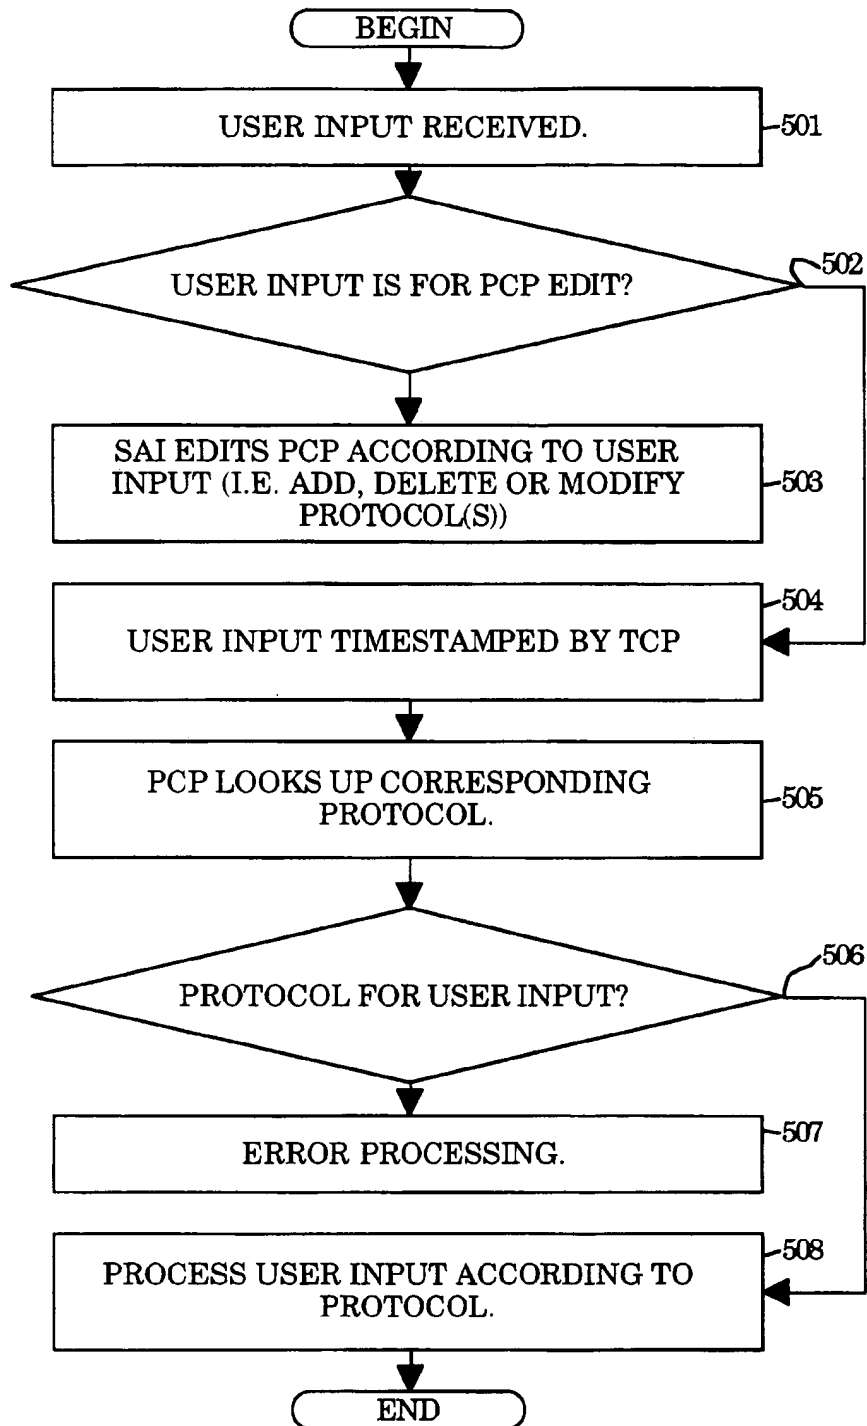 BEGIN
USER INPUT RECEIVED.
501
USER INPUT IS FOR PCP EDIT?
502
SAI EDITS PCP ACCORDING TO USER
INPUT (I.E. ADD, DELETE OR MODIFY
PROTOCOL(S))
503
504
USER INPUT TIMESTAMPED BY TCP
PCP LOOKS UP CORRESPONDING
PROTOCOL.
505
506
PROTOCOL FOR USER INPUT?
507
ERROR PROCESSING.
508
PROCESS USER INPUT ACCORDING TO
PROTOCOL.
END